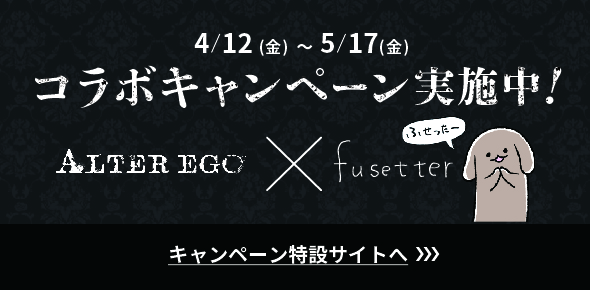 4/12 (金) ～ 5/17(金)
コラボキャンペーン実施中!
ふせったー
ALTER EGO × fusetter
キャンペーン特設サイトへ >>>